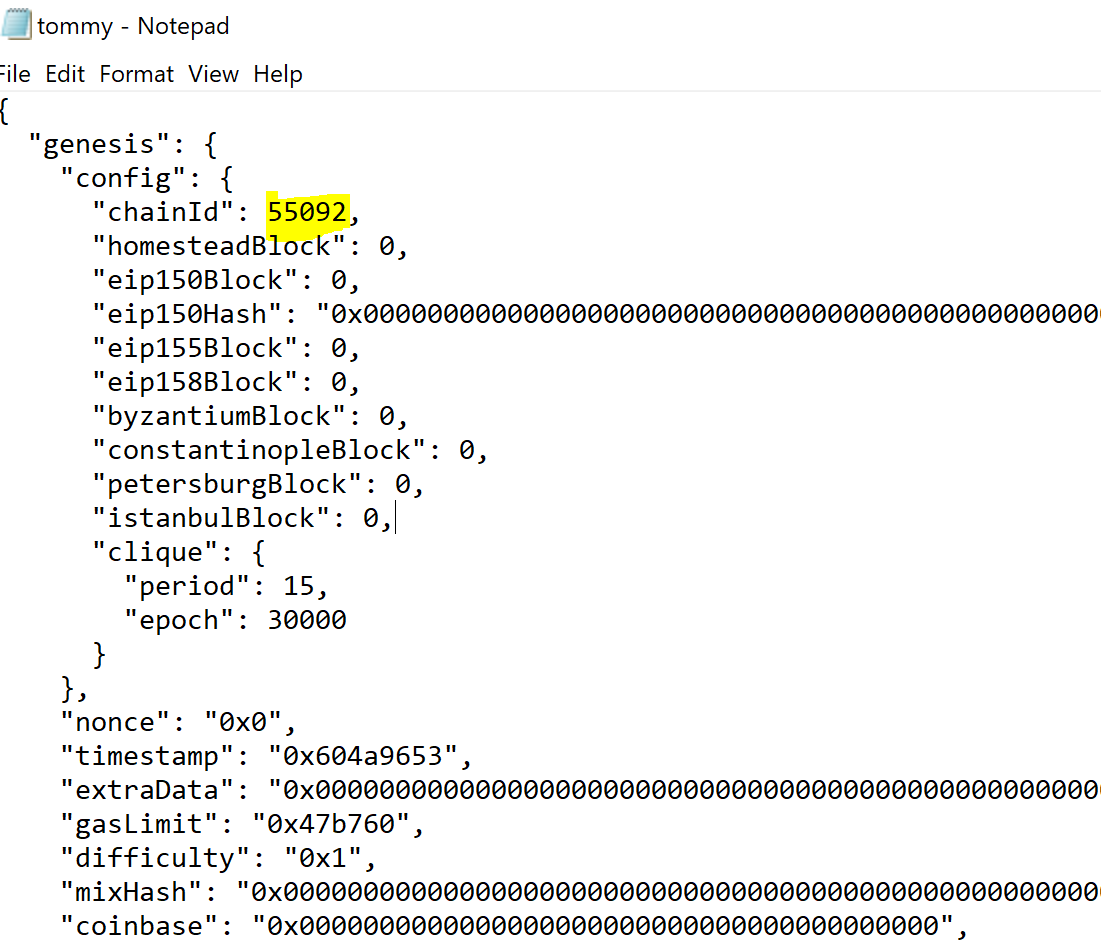 tommy - Notepad
File Edit Format View Help
{
  "genesis": {
    "config": {
      "chainId": 55092,
      "homesteadBlock": 0,
      "eip150Block": 0,
      "eip150Hash": "0x0000000000000000000000000000000000000000000000
      "eip155Block": 0,
      "eip158Block": 0,
      "byzantiumBlock": 0,
      "constantinopleBlock": 0,
      "petersburgBlock": 0,
      "istanbulBlock": 0,
      "clique": {
        "period": 15,
        "epoch": 30000
      }
    },
    "nonce": "0x0",
    "timestamp": "0x604a9653",
    "extraData": "0x0000000000000000000000000000000000000000000000000
    "gasLimit": "0x47b760",
    "difficulty": "0x1",
    "mixHash": "0x000000000000000000000000000000000000000000000000000
    "coinbase": "0x0000000000000000000000000000000000000000",